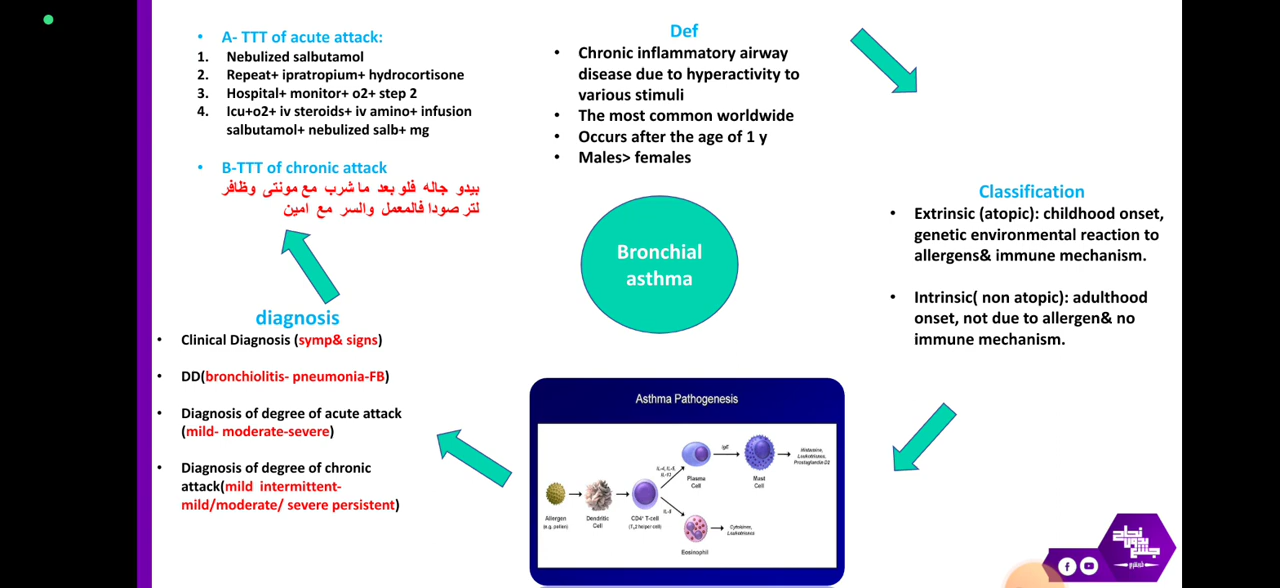 Def
• Chronic inflammatory airway
disease due to hyperactivity to
various stimuli
• The most common worldwide
• Occurs after the age of 1 y
• Males> females
Classification
• Extrinsic (atopic): childhood onset,
genetic environmental reaction to
allergens& immune mechanism.
• Intrinsic( non atopic): adulthood
onset, not due to allergen& no
immune mechanism.
Bronchial
asthma
Asthma Pathogenesis
Allergen
(e.g. pollen)
Dendritic
Cell
CD4⁺ T-cell
(Tₕ2 helper cell)
IL-4, IL-5,
IL-5
Plasma
Cell
IgE
Mast
Cell
Histamine,
Leukotrienes,
Prostaglandin D2
Eosinophil
Cytokines,
Leukotrienes
diagnosis
• Clinical Diagnosis (symp& signs)
• DD(bronchiolitis- pneumonia-FB)
• Diagnosis of degree of acute attack
(mild- moderate-severe)
• Diagnosis of degree of chronic
attack(mild intermittent-
mild/moderate/ severe persistent)
• A- TTT of acute attack:
1. Nebulized salbutamol
2. Repeat+ ipratropium+ hydrocortisone
3. Hospital+ monitor+ o2+ step 2
4. Icu+o2+ iv steroids+ iv amino+ infusion
salbutamol+ nebulized salb+ mg
• B-TTT of chronic attack
بيدو جاله فلو بعد ما شرب مع مونتى وظافر
لتر صودا فالمعمل والسر مع امين